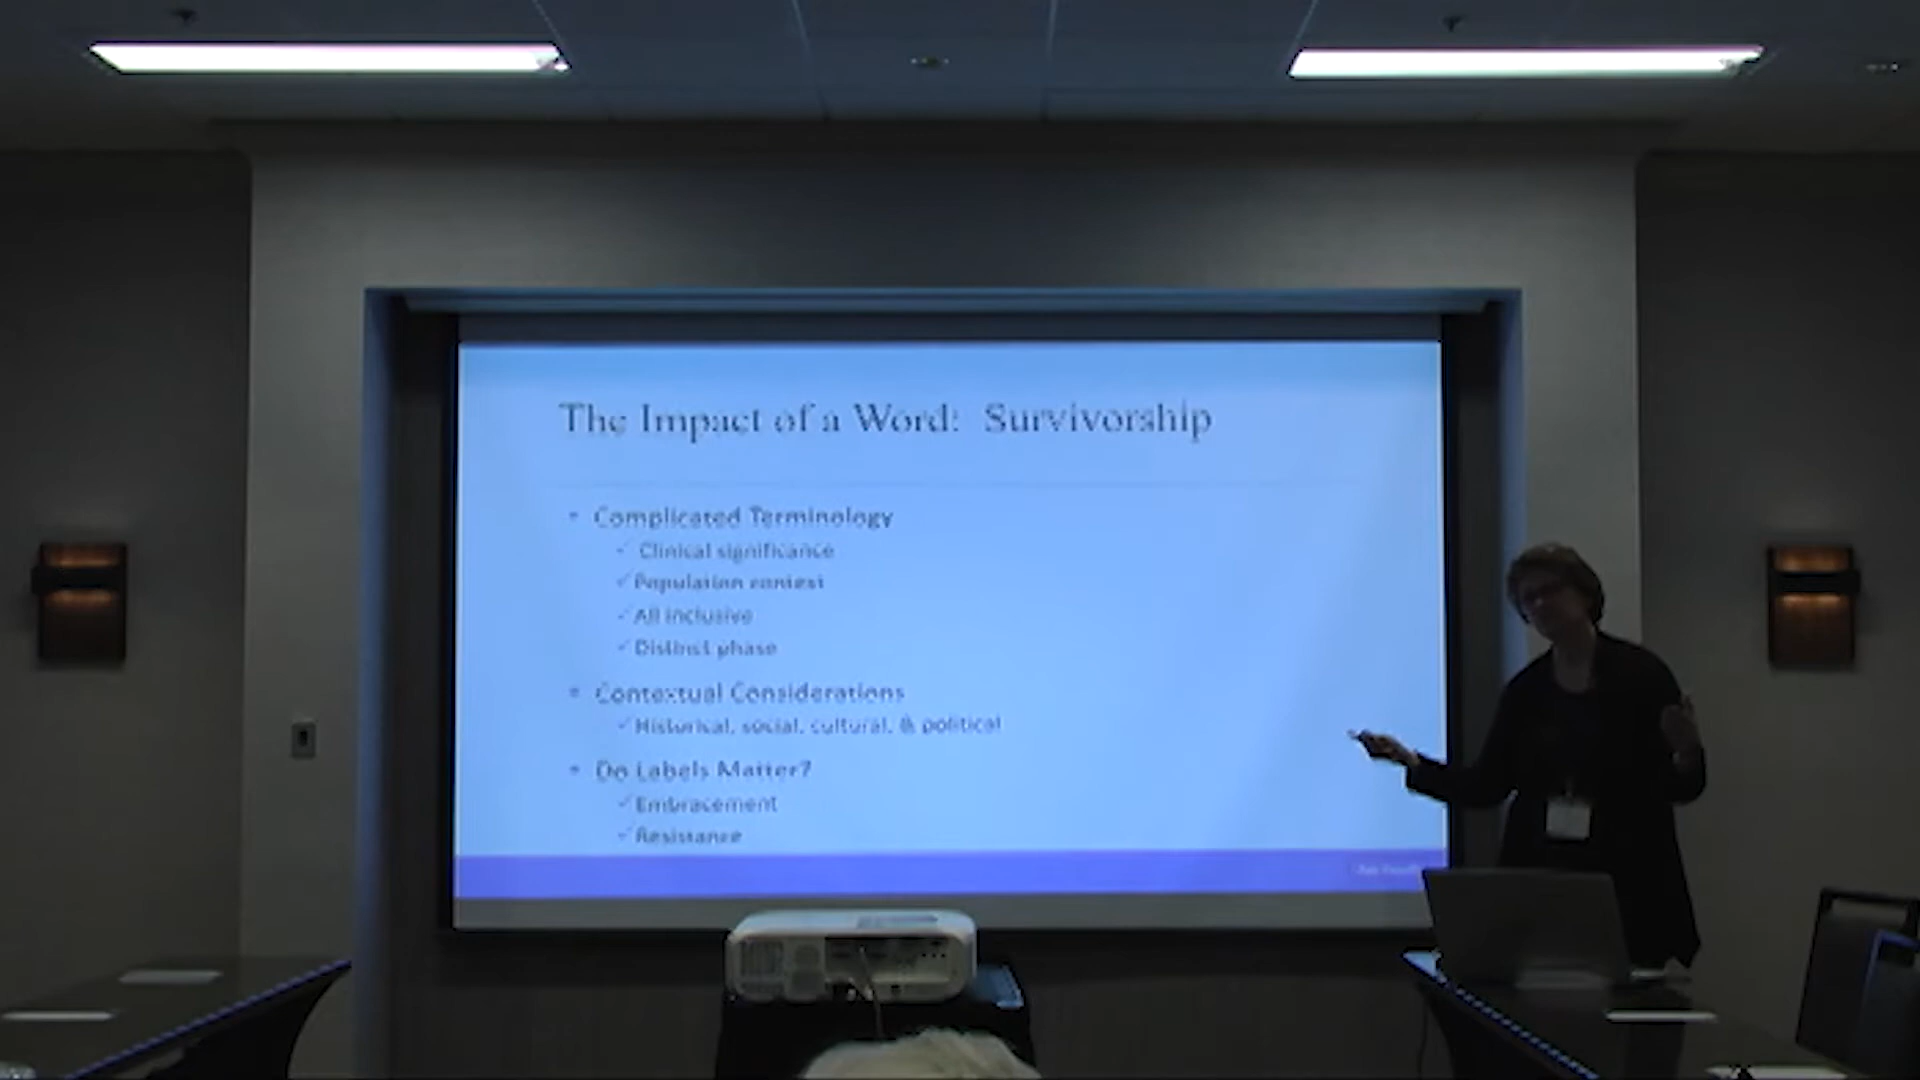 The Impact of a Word: Survivorship
Complicated Terminology
Clinical significance
Population context
All inclusive
Distinct phase
Contextual Considerations
Historical, social, cultural, & political
Do Labels Matter?
Embracement
Resistance